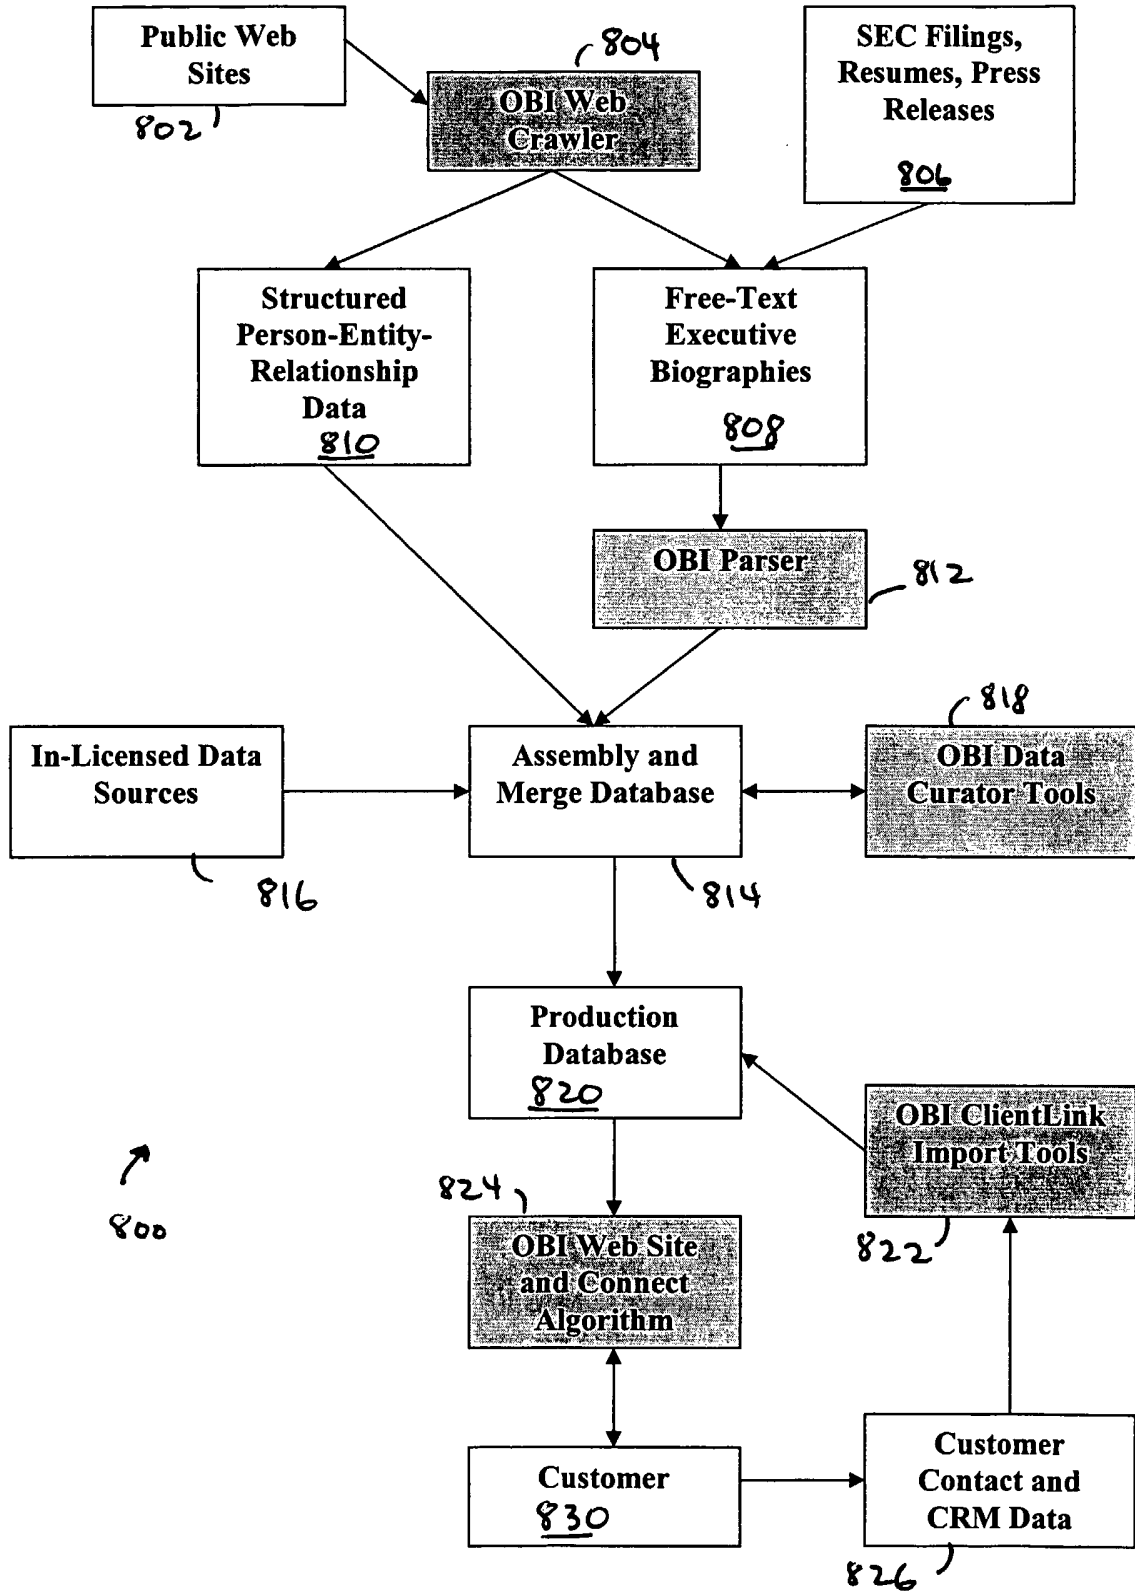 Public Web
Sites
802
804
OBI Web
Crawler
SEC Filings,
Resumes, Press
Releases
806
Structured
Person-Entity-
Relationship
Data
810
Free-Text
Executive
Biographies
808
OBI Parser
812
In-Licensed Data
Sources
816
Assembly and
Merge Database
814
818
OBI Data
Curator Tools
Production
Database
820
OBI ClientLink
Import Tools
822
800
824
OBI Web Site
and Connect
Algorithm
Customer
830
Customer
Contact and
CRM Data
826